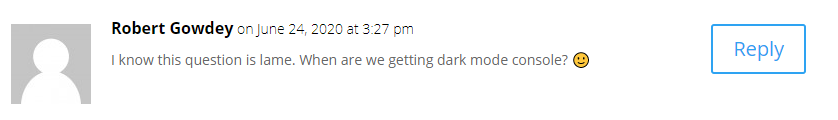 Robert Gowdey on June 24, 2020 at 3:27 pm
I know this question is lame. When are we getting dark mode console? 🙂
Reply